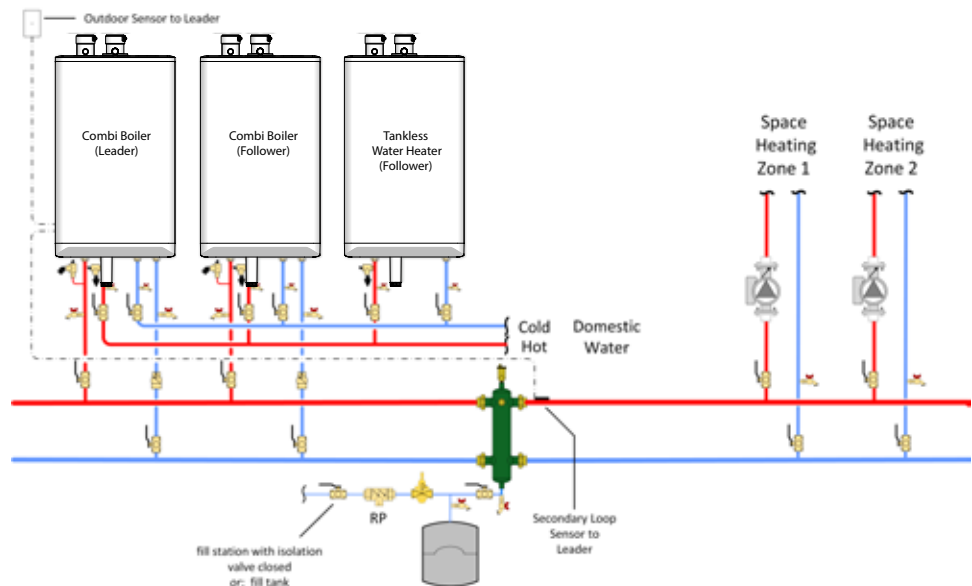 Outdoor Sensor to Leader
Combi Boiler
(Leader)
Combi Boiler
(Follower)
Tankless
Water Heater
(Follower)
Space
Heating
Zone 1
Space
Heating
Zone 2
Cold
Hot
Domestic
Water
RP
Secondary Loop
Sensor to
Leader
fill station with isolation
valve closed
or: fill tank